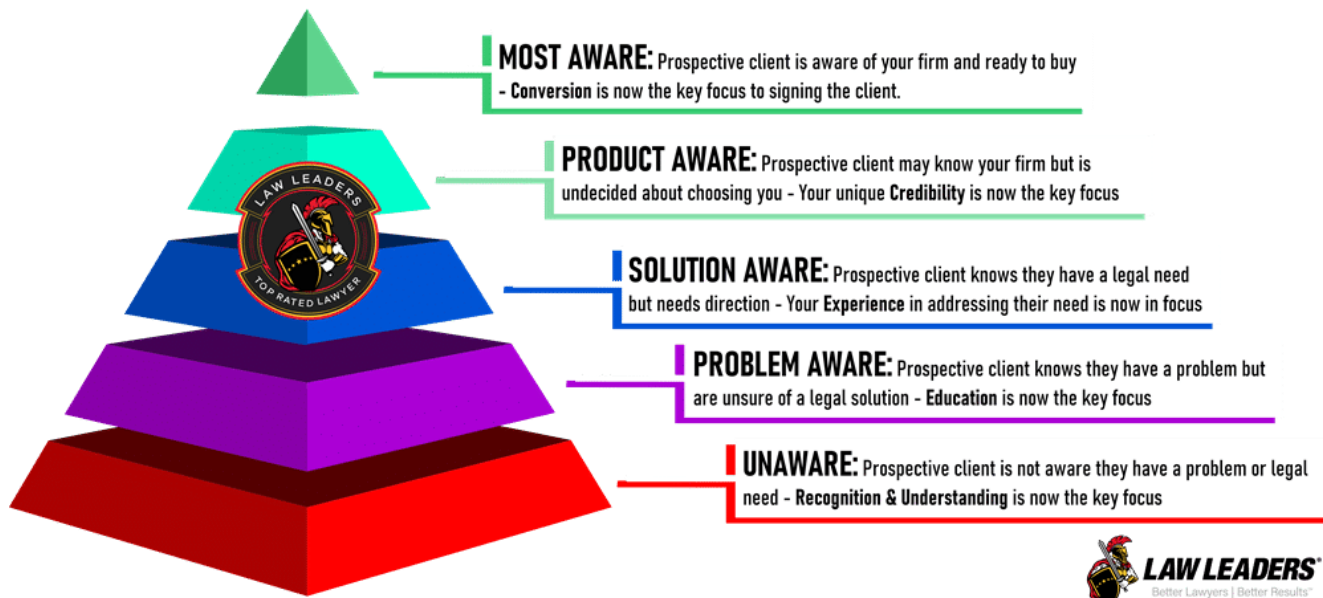 MOST AWARE: Prospective client is aware of your firm and ready to buy
- Conversion is now the key focus to signing the client.
PRODUCT AWARE: Prospective client may know your firm but is
undecided about choosing you - Your unique Credibility is now the key focus
LAW LEADERS
TOP RATED LAWYER
SOLUTION AWARE: Prospective client knows they have a legal need
but needs direction - Your Experience in addressing their need is now in focus
PROBLEM AWARE: Prospective client knows they have a problem but
are unsure of a legal solution - Education is now the key focus
UNAWARE: Prospective client is not aware they have a problem or legal
need - Recognition & Understanding is now the key focus
LAW LEADERS®
Better Lawyers | Better Results™